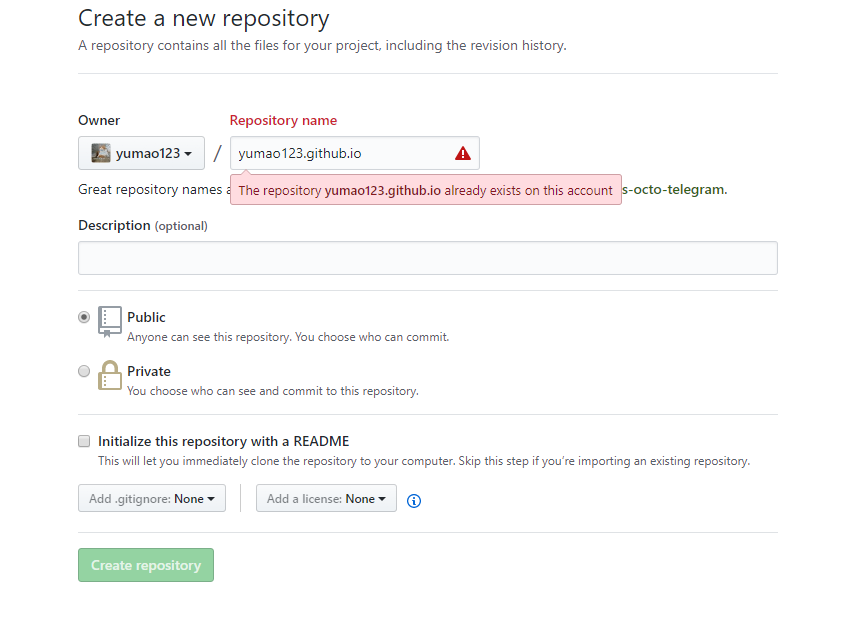 Create a new repository
A repository contains all the files for your project, including the revision history.
Owner
Repository name
yumao123
/
yumao123.github.io
Great repository names a
The repository yumao123.github.io already exists on this account
s-octo-telegram.
Description (optional)
Public
Anyone can see this repository. You choose who can commit.
Private
You choose who can see and commit to this repository.
Initialize this repository with a README
This will let you immediately clone the repository to your computer. Skip this step if you’re importing an existing repository.
Add .gitignore: None
Add a license: None
Create repository